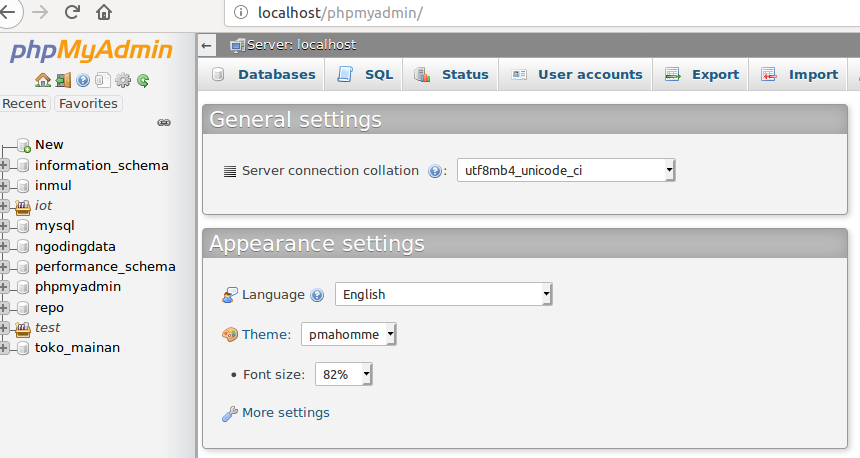 localhost/phpmyadmin/
phpMyAdmin
Recent Favorites
New
information_schema
inmul
iot
mysql
ngodingdata
performance_schema
phpmyadmin
repo
test
toko_mainan
Server: localhost
Databases SQL Status User accounts Export Import
General settings
Server connection collation : utf8mb4_unicode_ci
Appearance settings
Language English
Theme: pmahomme
• Font size: 82%
More settings